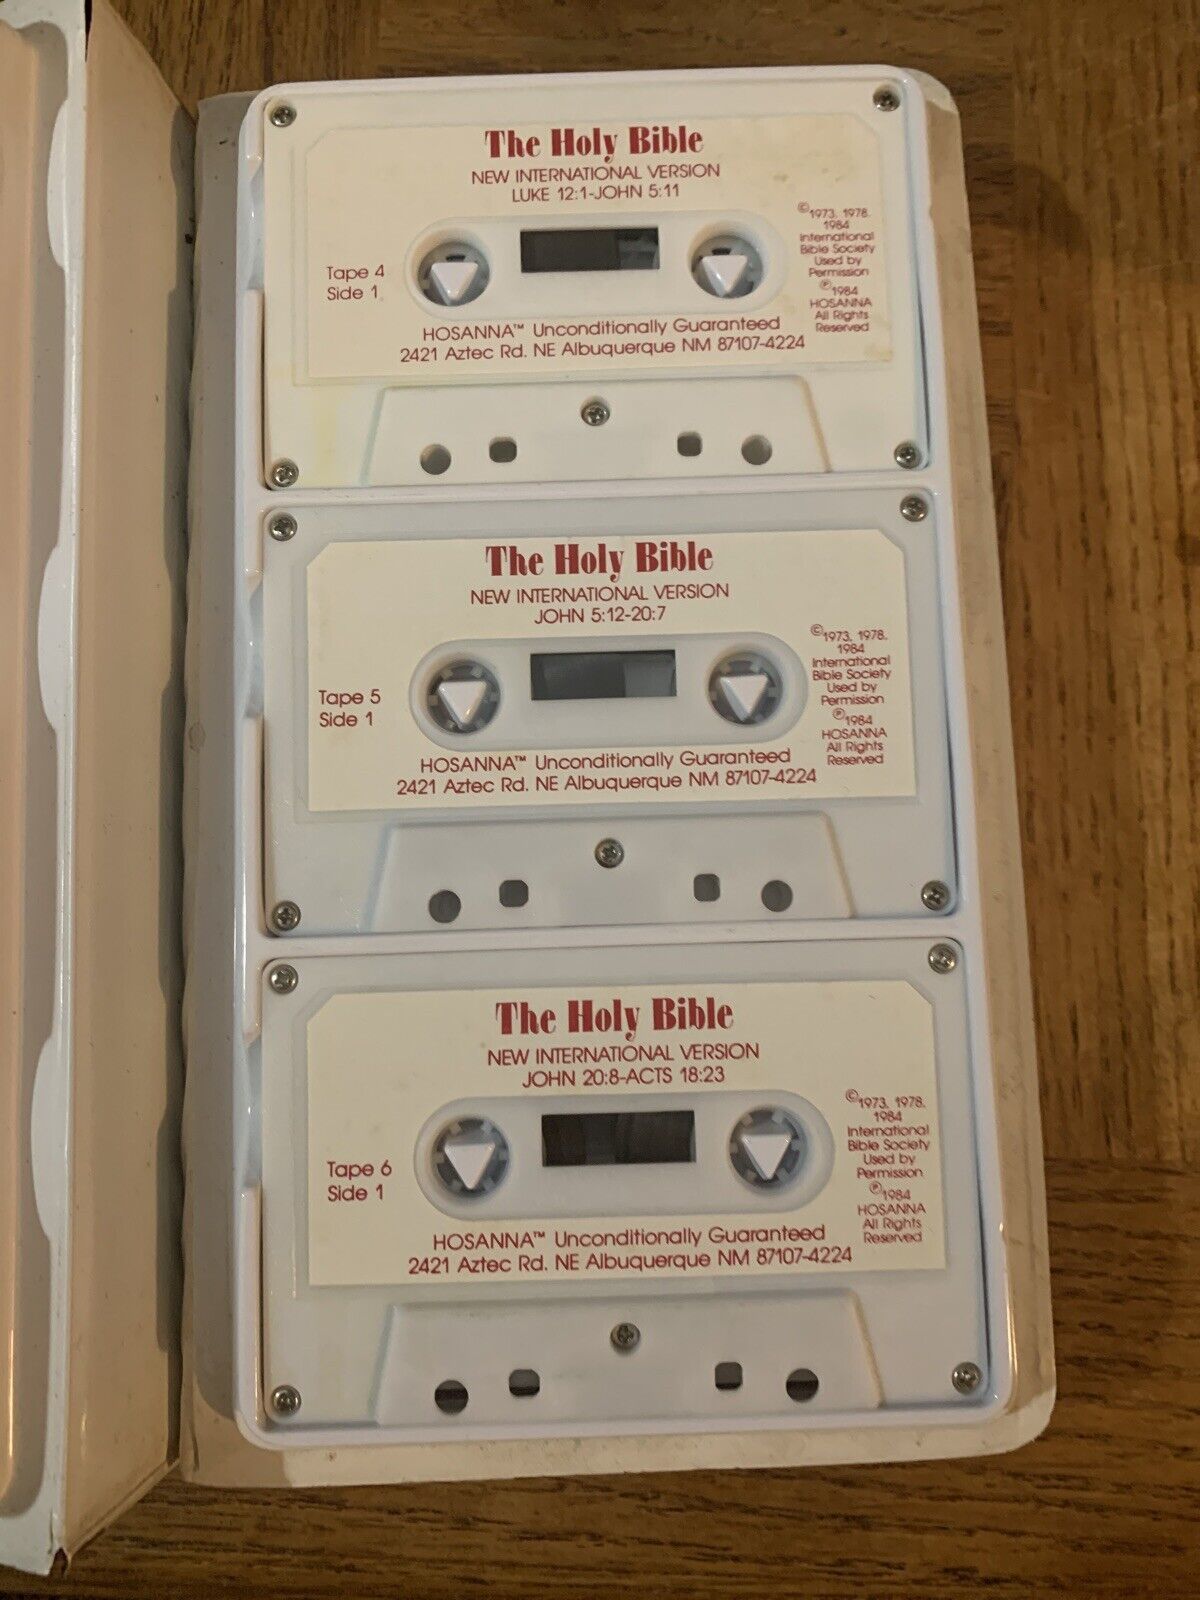 The Holy Bible
NEW INTERNATIONAL VERSION
LUKE 12:1-JOHN 5:11
Tape 4
Side 1
©1973, 1978,
1984
International
Bible Society
Used by
Permission
℗1984
HOSANNA
All Rights
Reserved
HOSANNA™ Unconditionally Guaranteed
2421 Aztec Rd. NE Albuquerque NM 87107-4224
The Holy Bible
NEW INTERNATIONAL VERSION
JOHN 5:12-20:7
Tape 5
Side 1
©1973, 1978,
1984
International
Bible Society
Used by
Permission
℗1984
HOSANNA
All Rights
Reserved
HOSANNA™ Unconditionally Guaranteed
2421 Aztec Rd. NE Albuquerque NM 87107-4224
The Holy Bible
NEW INTERNATIONAL VERSION
JOHN 20:8-ACTS 18:23
Tape 6
Side 1
©1973, 1978,
1984
International
Bible Society
Used by
Permission
℗1984
HOSANNA
All Rights
Reserved
HOSANNA™ Unconditionally Guaranteed
2421 Aztec Rd. NE Albuquerque NM 87107-4224